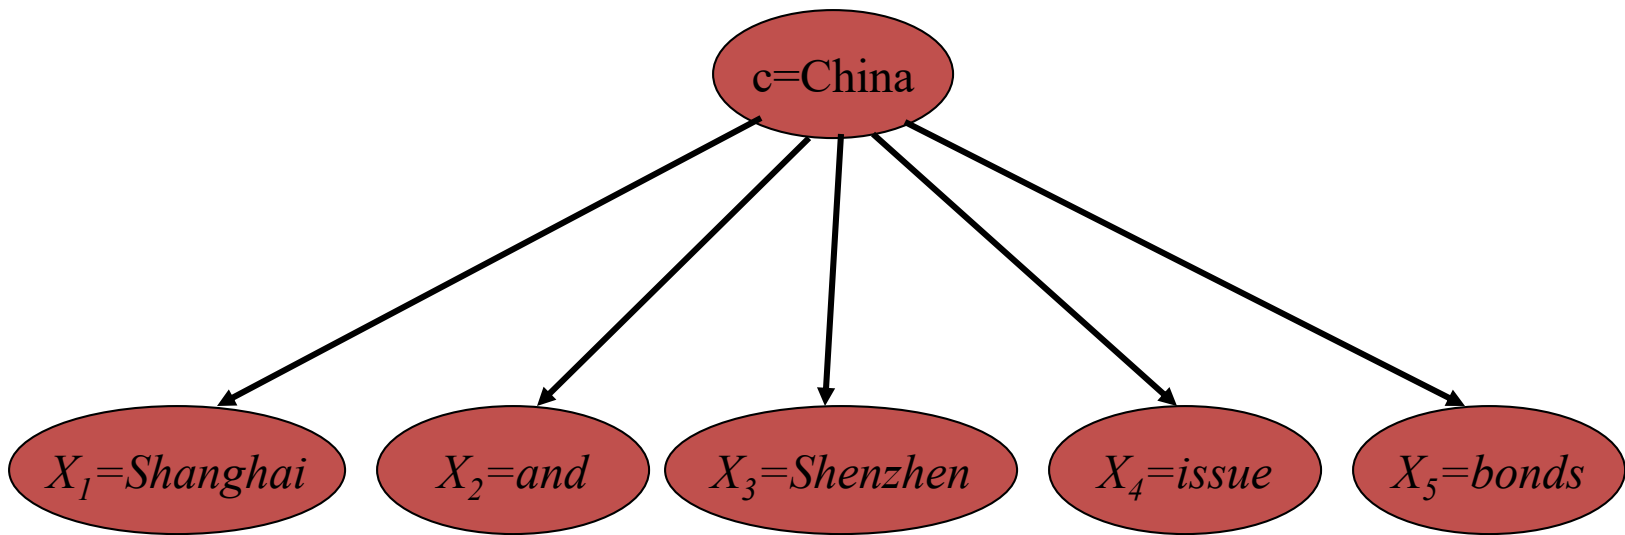 c=China
X₁=Shanghai
X₂=and
X₃=Shenzhen
X₄=issue
X₅=bonds